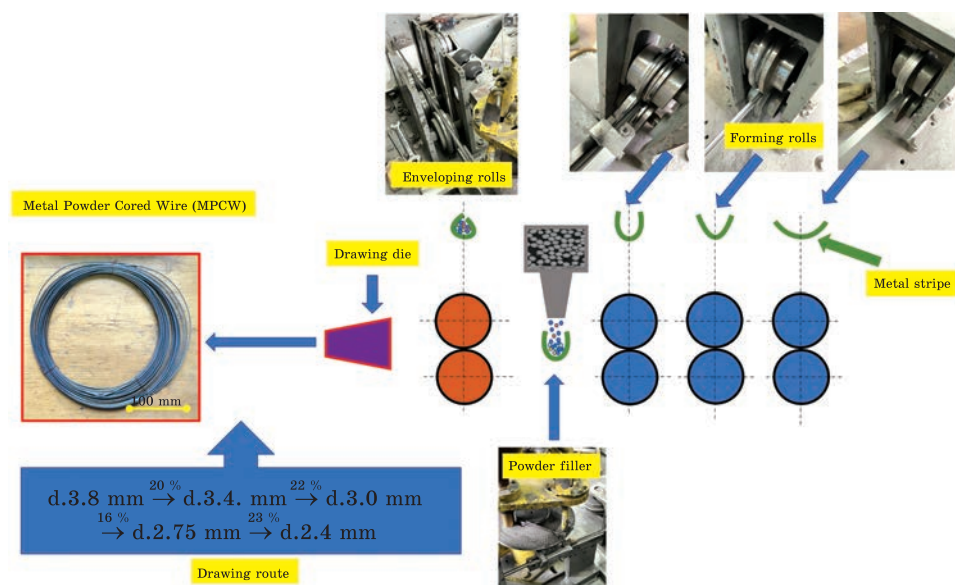 Enveloping rolls
Forming rolls
Metal Powder Cored Wire (MPCW)
Drawing die
Metal stripe
100 mm
Powder filler
d.3.8 mm 20 % → d.3.4. mm 22 % → d.3.0 mm
16 % → d.2.75 mm 23 % → d.2.4 mm
Drawing route